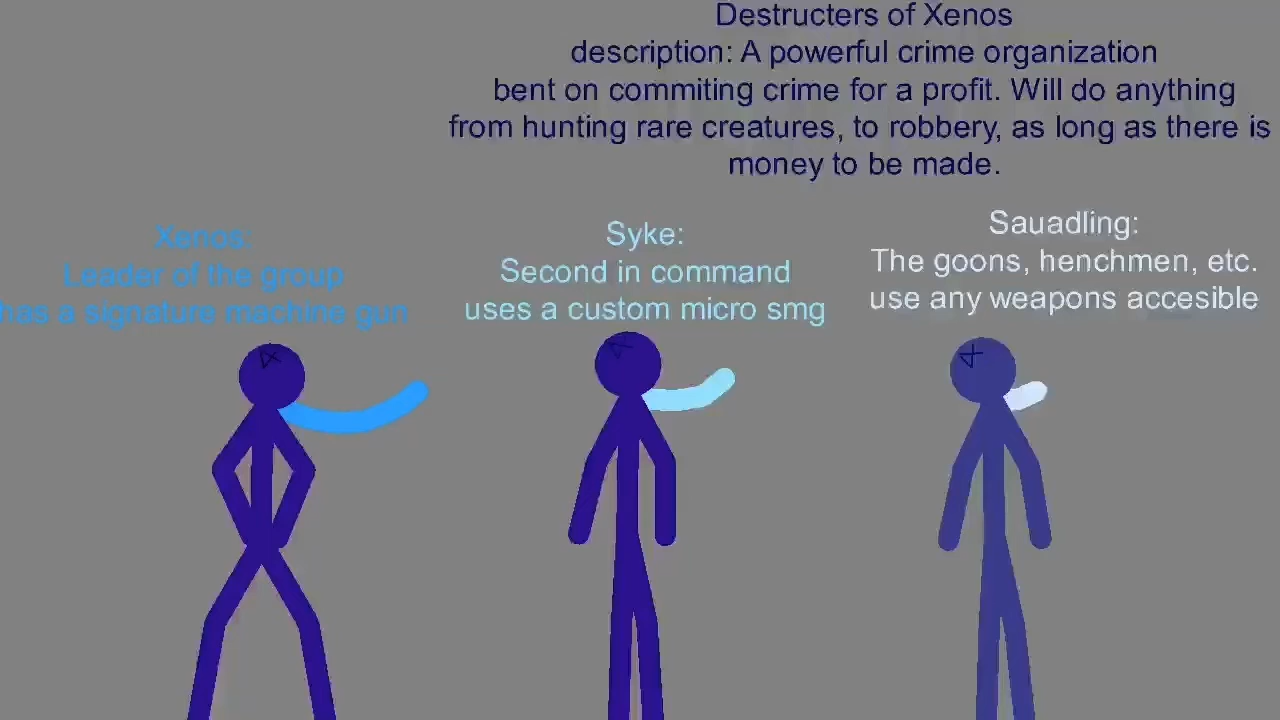 Destructers of Xenos
description: A powerful crime organization
bent on commiting crime for a profit. Will do anything
from hunting rare creatures, to robbery, as long as there is
money to be made.
Xenos:
Leader of the group
has a signature machine gun
Syke:
Second in command
uses a custom micro smg
Sauadling:
The goons, henchmen, etc.
use any weapons accesible